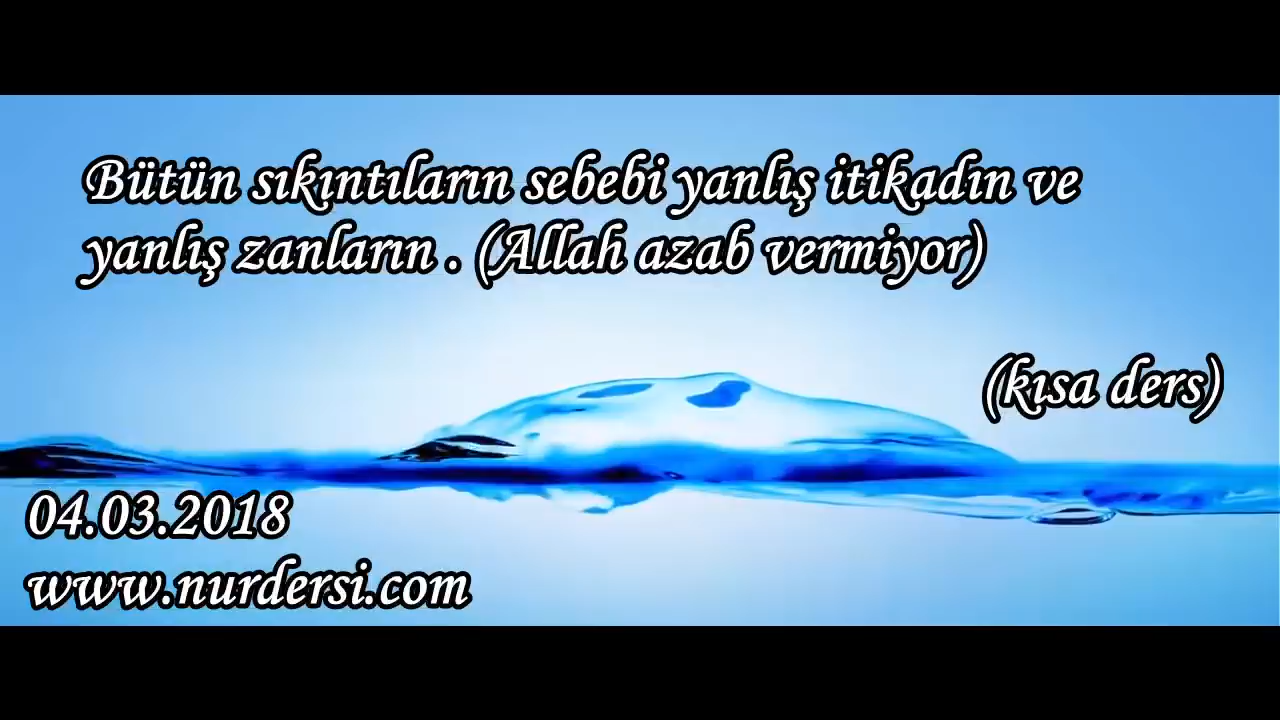 Bütün sıkıntıların sebebi yanlış itikadın ve
yanlış zanların . (Allah azab vermiyor)
(kısa ders)
04.03.2018
www.nurdersi.com